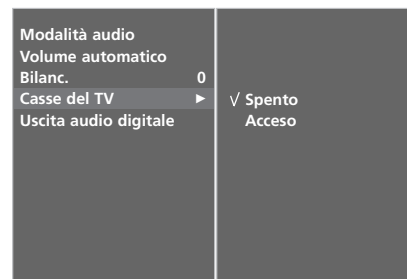 Modalità audio
Volume automatico
Bilanc. 0
Casse del TV ►
Uscita audio digitale
√ Spento
Acceso